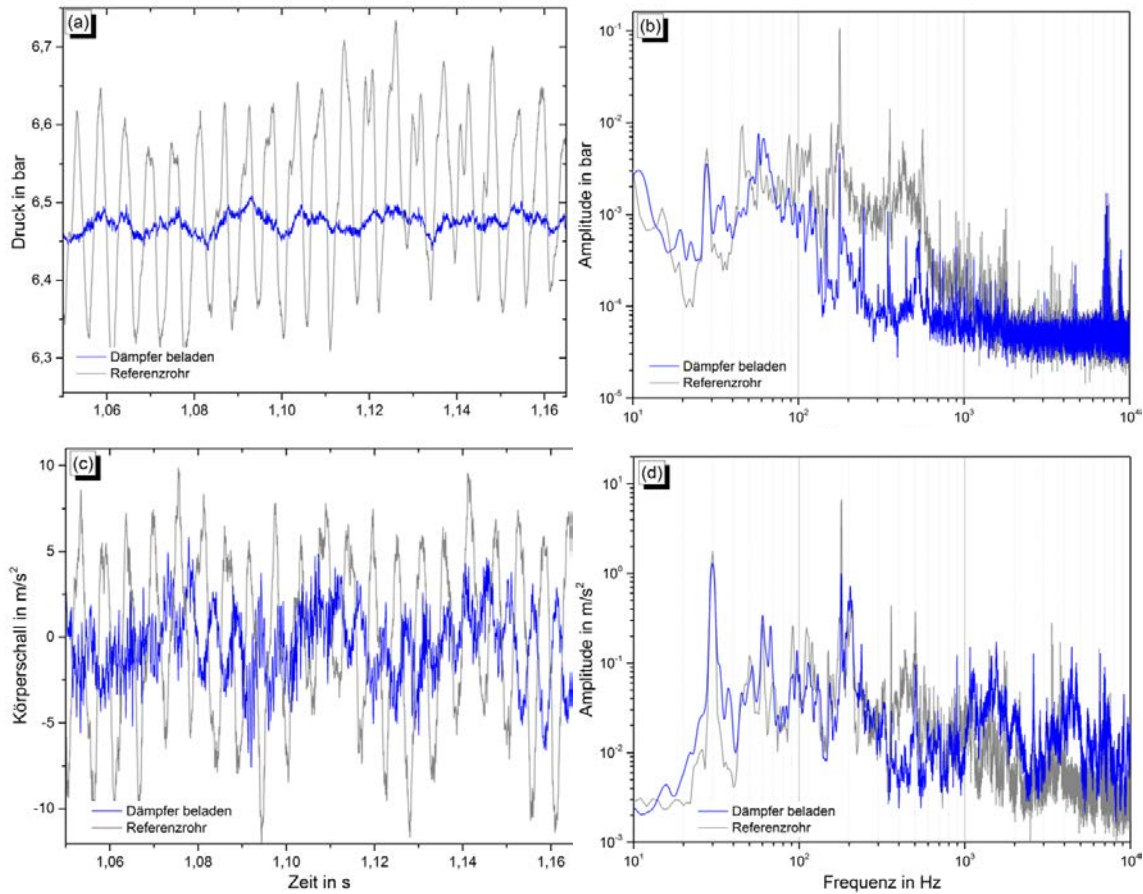 (a)
Druck in bar
6,7
6,6
6,5
6,4
6,3
Dämpfer beladen
Referenzrohr
1,06 1,08 1,10 1,12 1,14 1,16
(b)
Amplitude in bar
10⁻¹
10⁻²
10⁻³
10⁻⁴
10⁻⁵
Dämpfer beladen
Referenzrohr
10¹ 10² 10³
(c)
Körperschall in m/s²
10
5
0
-5
-10
Dämpfer beladen
Referenzrohr
1,06 1,08 1,10 1,12 1,14 1,16
Zeit in s
(d)
Amplitude in m/s²
10¹
10⁰
10⁻¹
10⁻²
10⁻³
Dämpfer beladen
Referenzrohr
10¹ 10² 10³
Frequenz in Hz